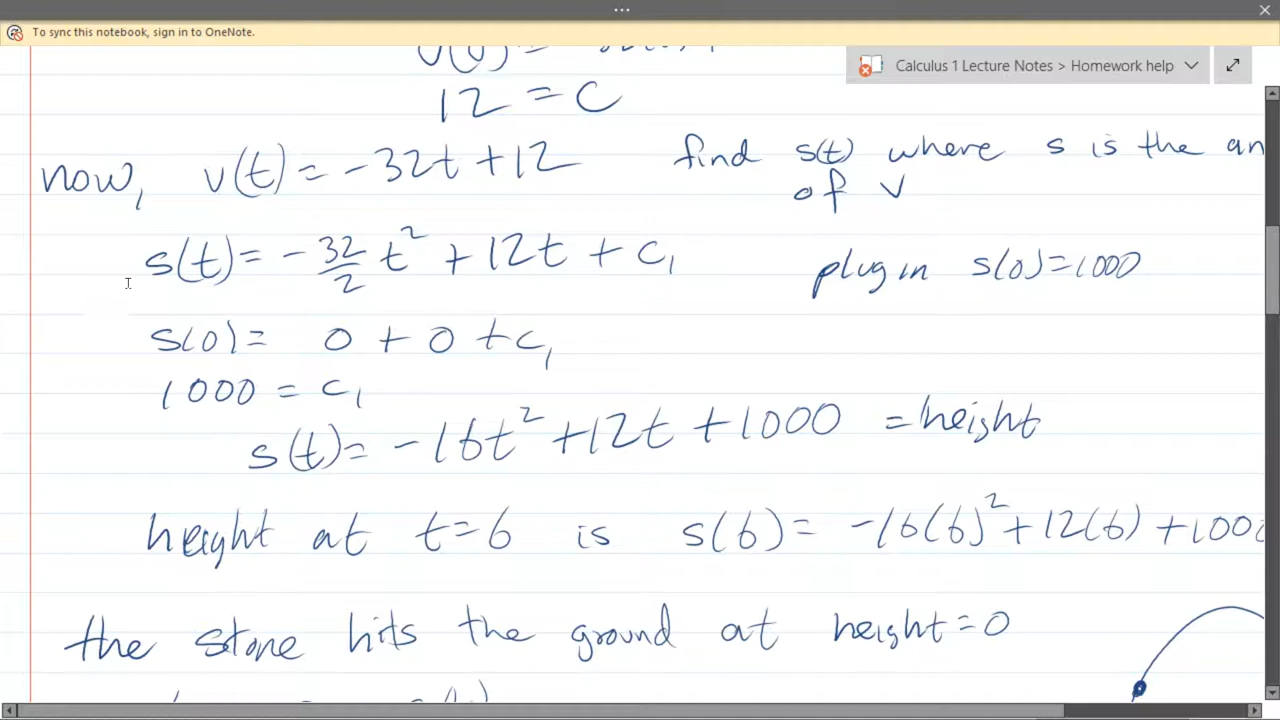 ...
To sync this notebook, sign in to OneNote.
Calculus 1 Lecture Notes > Homework help
12 = C
now, v(t) = -32t + 12 find s(t) where s is the an
of v
s(t) = - 32/2 t² + 12t + C₁ plug in s(0) = 1000
s(0) = 0 + 0 + C₁
1000 = C₁
s(t) = -16t² + 12t + 1000 = height
height at t = 6 is s(6) = -16(6)² + 12(6) + 1000
the stone hits the ground at height = 0